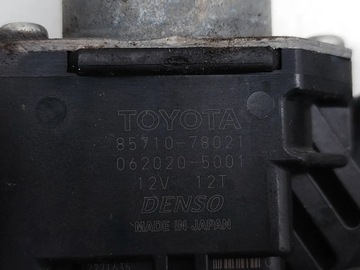 TOYOTA
85710-78021
062020-5001
12V 12T
DENSO
MADE IN JAPAN